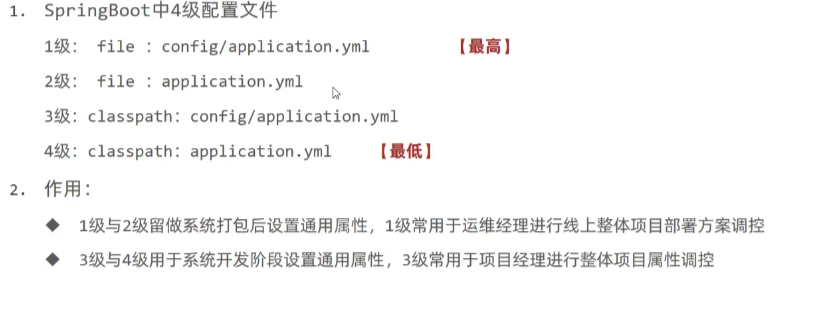 1. SpringBoot中4级配置文件
1级： file ：config/application.yml 【最高】
2级： file ：application.yml
3级：classpath：config/application.yml
4级：classpath：application.yml 【最低】
2. 作用：
◆ 1级与2级留做系统打包后设置通用属性，1级常用于运维经理进行线上整体项目部署方案调控
◆ 3级与4级用于系统开发阶段设置通用属性，3级常用于项目经理进行整体项目属性调控